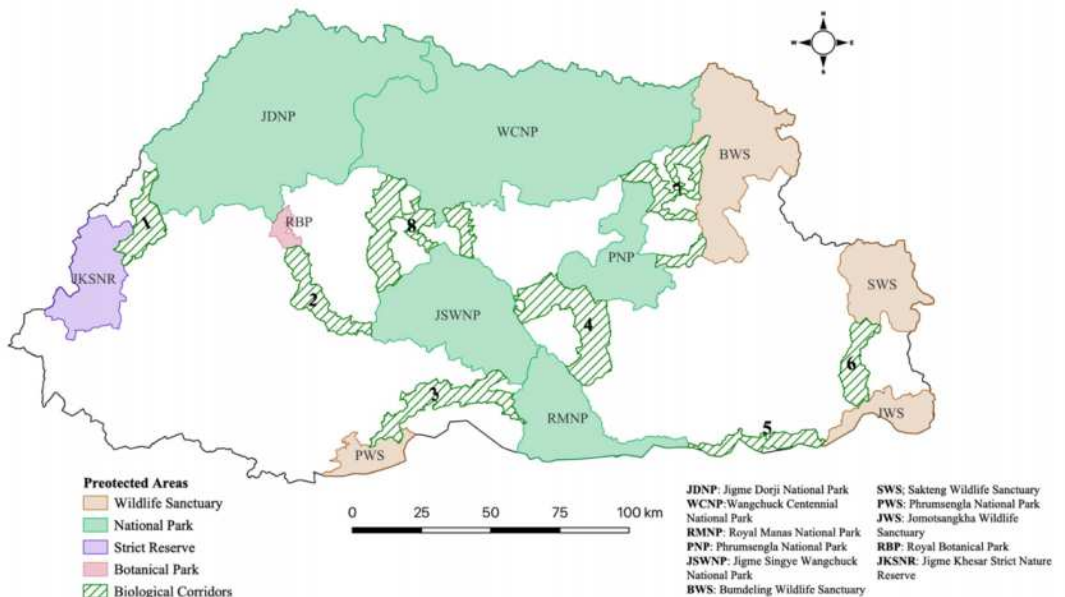 N
W E
S
JDNP
WCNP
BWS
1
RBP
8
7
JKSNR
PNP
SWS
2
JSWNP
4
6
3
RMNP
5
JWS
PWS
Preotected Areas
Wildlife Sanctuary
National Park
Strict Reserve
Botanical Park
Biological Corridors
0 25 50 75 100 km
JDNP: Jigme Dorji National Park
WCNP:Wangchuck Centennial
National Park
RMNP: Royal Manas National Park
PNP: Phrumsengla National Park
JSWNP: Jigme Singye Wangchuck
National Park
BWS: Bumdeling Wildlife Sanctuary
SWS; Sakteng Wildlife Sanctuary
PWS: Phrumsengla National Park
JWS: Jomotsangkha Wildlife
Sanctuary
RBP: Royal Botanical Park
JKSNR: Jigme Khesar Strict Nature
Reserve